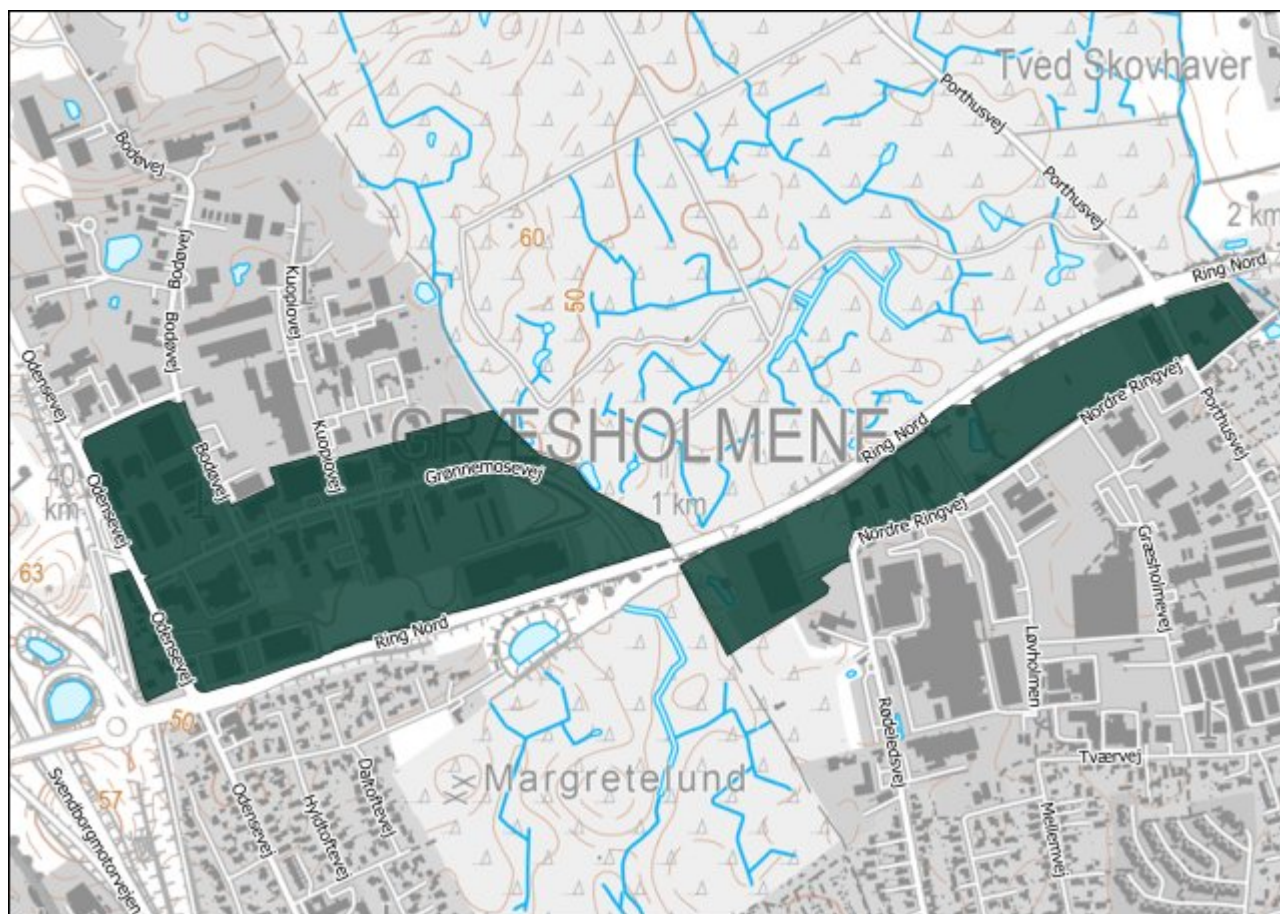 Tved Skovhaver
Porthusvej
Bodøvej
Porthusvej
2 km
60
Bodøvej
Kuopiovej
Ring Nord
50
Bodøvej
Odensevej
Nordre Ringvej
Porthusvej
GRÆSHOLMENE
Kuopiovej
Bodøvej
Ring Nord
Grønnemosevej
40
km
Odensevej
1 km
Nordre Ringvej
Græsholmevej
63
Odensevej
Ring Nord
Løvholmen
50
Rødeledsvej
Tværvej
Margretelund
57
Svendborgmotorvejen
Odensevej
Hyldtoftevej
Daltoftevej
Mellemvej